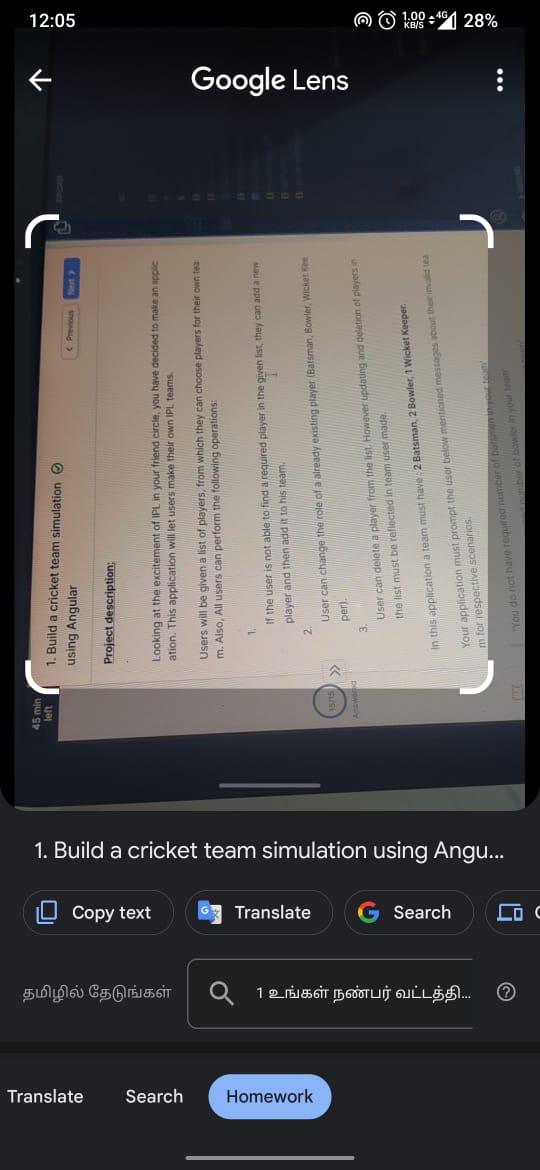 12:05
1.00 KB/S 4G 28%
Google Lens
45 min
left
1. Build a cricket team simulation
using Angular
< Previous
Next >
Project description:
Looking at the excitement of IPL in your friend circle, you have decided to make an applic
ation. This application will let users make their own IPL teams.
Users will be given a list of players, from which they can choose players for their own tea
m. Also, All users can perform the following operations:
1.
If the user is not able to find a required player in the given list, they can add a new
player and then add it to his team.
2.
User can change the role of a already existing player (Batsman, Bowler, Wicket Kee
per).
3.
User can delete a player from the list. However updating and deletion of players in
the list must be reflected in team user made.
In this application a team must have : 2 Batsman, 2 Bowler, 1 Wicket Keeper.
Your application must prompt the user below mentioned messages about their invalid tea
m for respective scenarios.
'You do not have required number of batsmen in your team'
number of bowler in your team'
15/15
Answered
1. Build a cricket team simulation using Angu...
Copy text
Translate
Search
தமிழில் தேடுங்கள்
1 உங்கள் நண்பர் வட்டத்தி...
Translate
Search
Homework